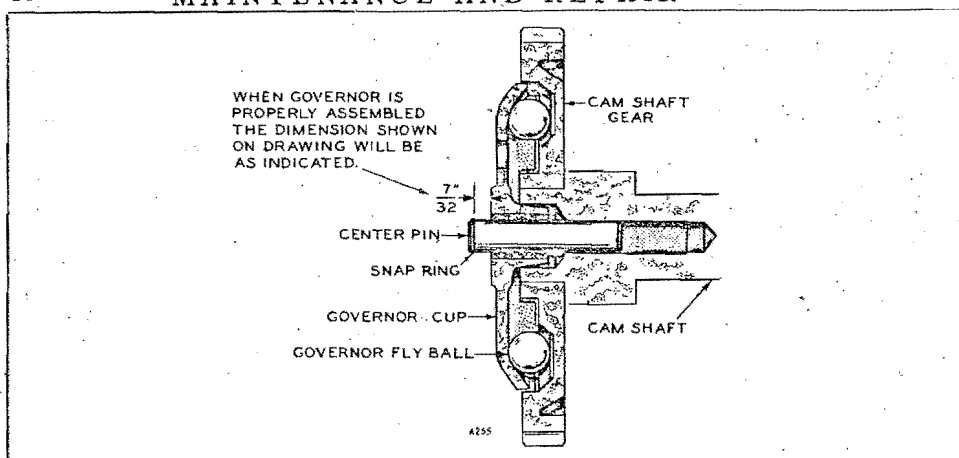 MAINTENANCE AND REPAIR
WHEN GOVERNOR IS
PROPERLY ASSEMBLED
THE DIMENSION SHOWN
ON DRAWING WILL BE
AS INDICATED.
7"
32
CENTER PIN
SNAP RING
GOVERNOR CUP
GOVERNOR FLY BALL
CAM SHAFT
GEAR
CAM SHAFT
A255